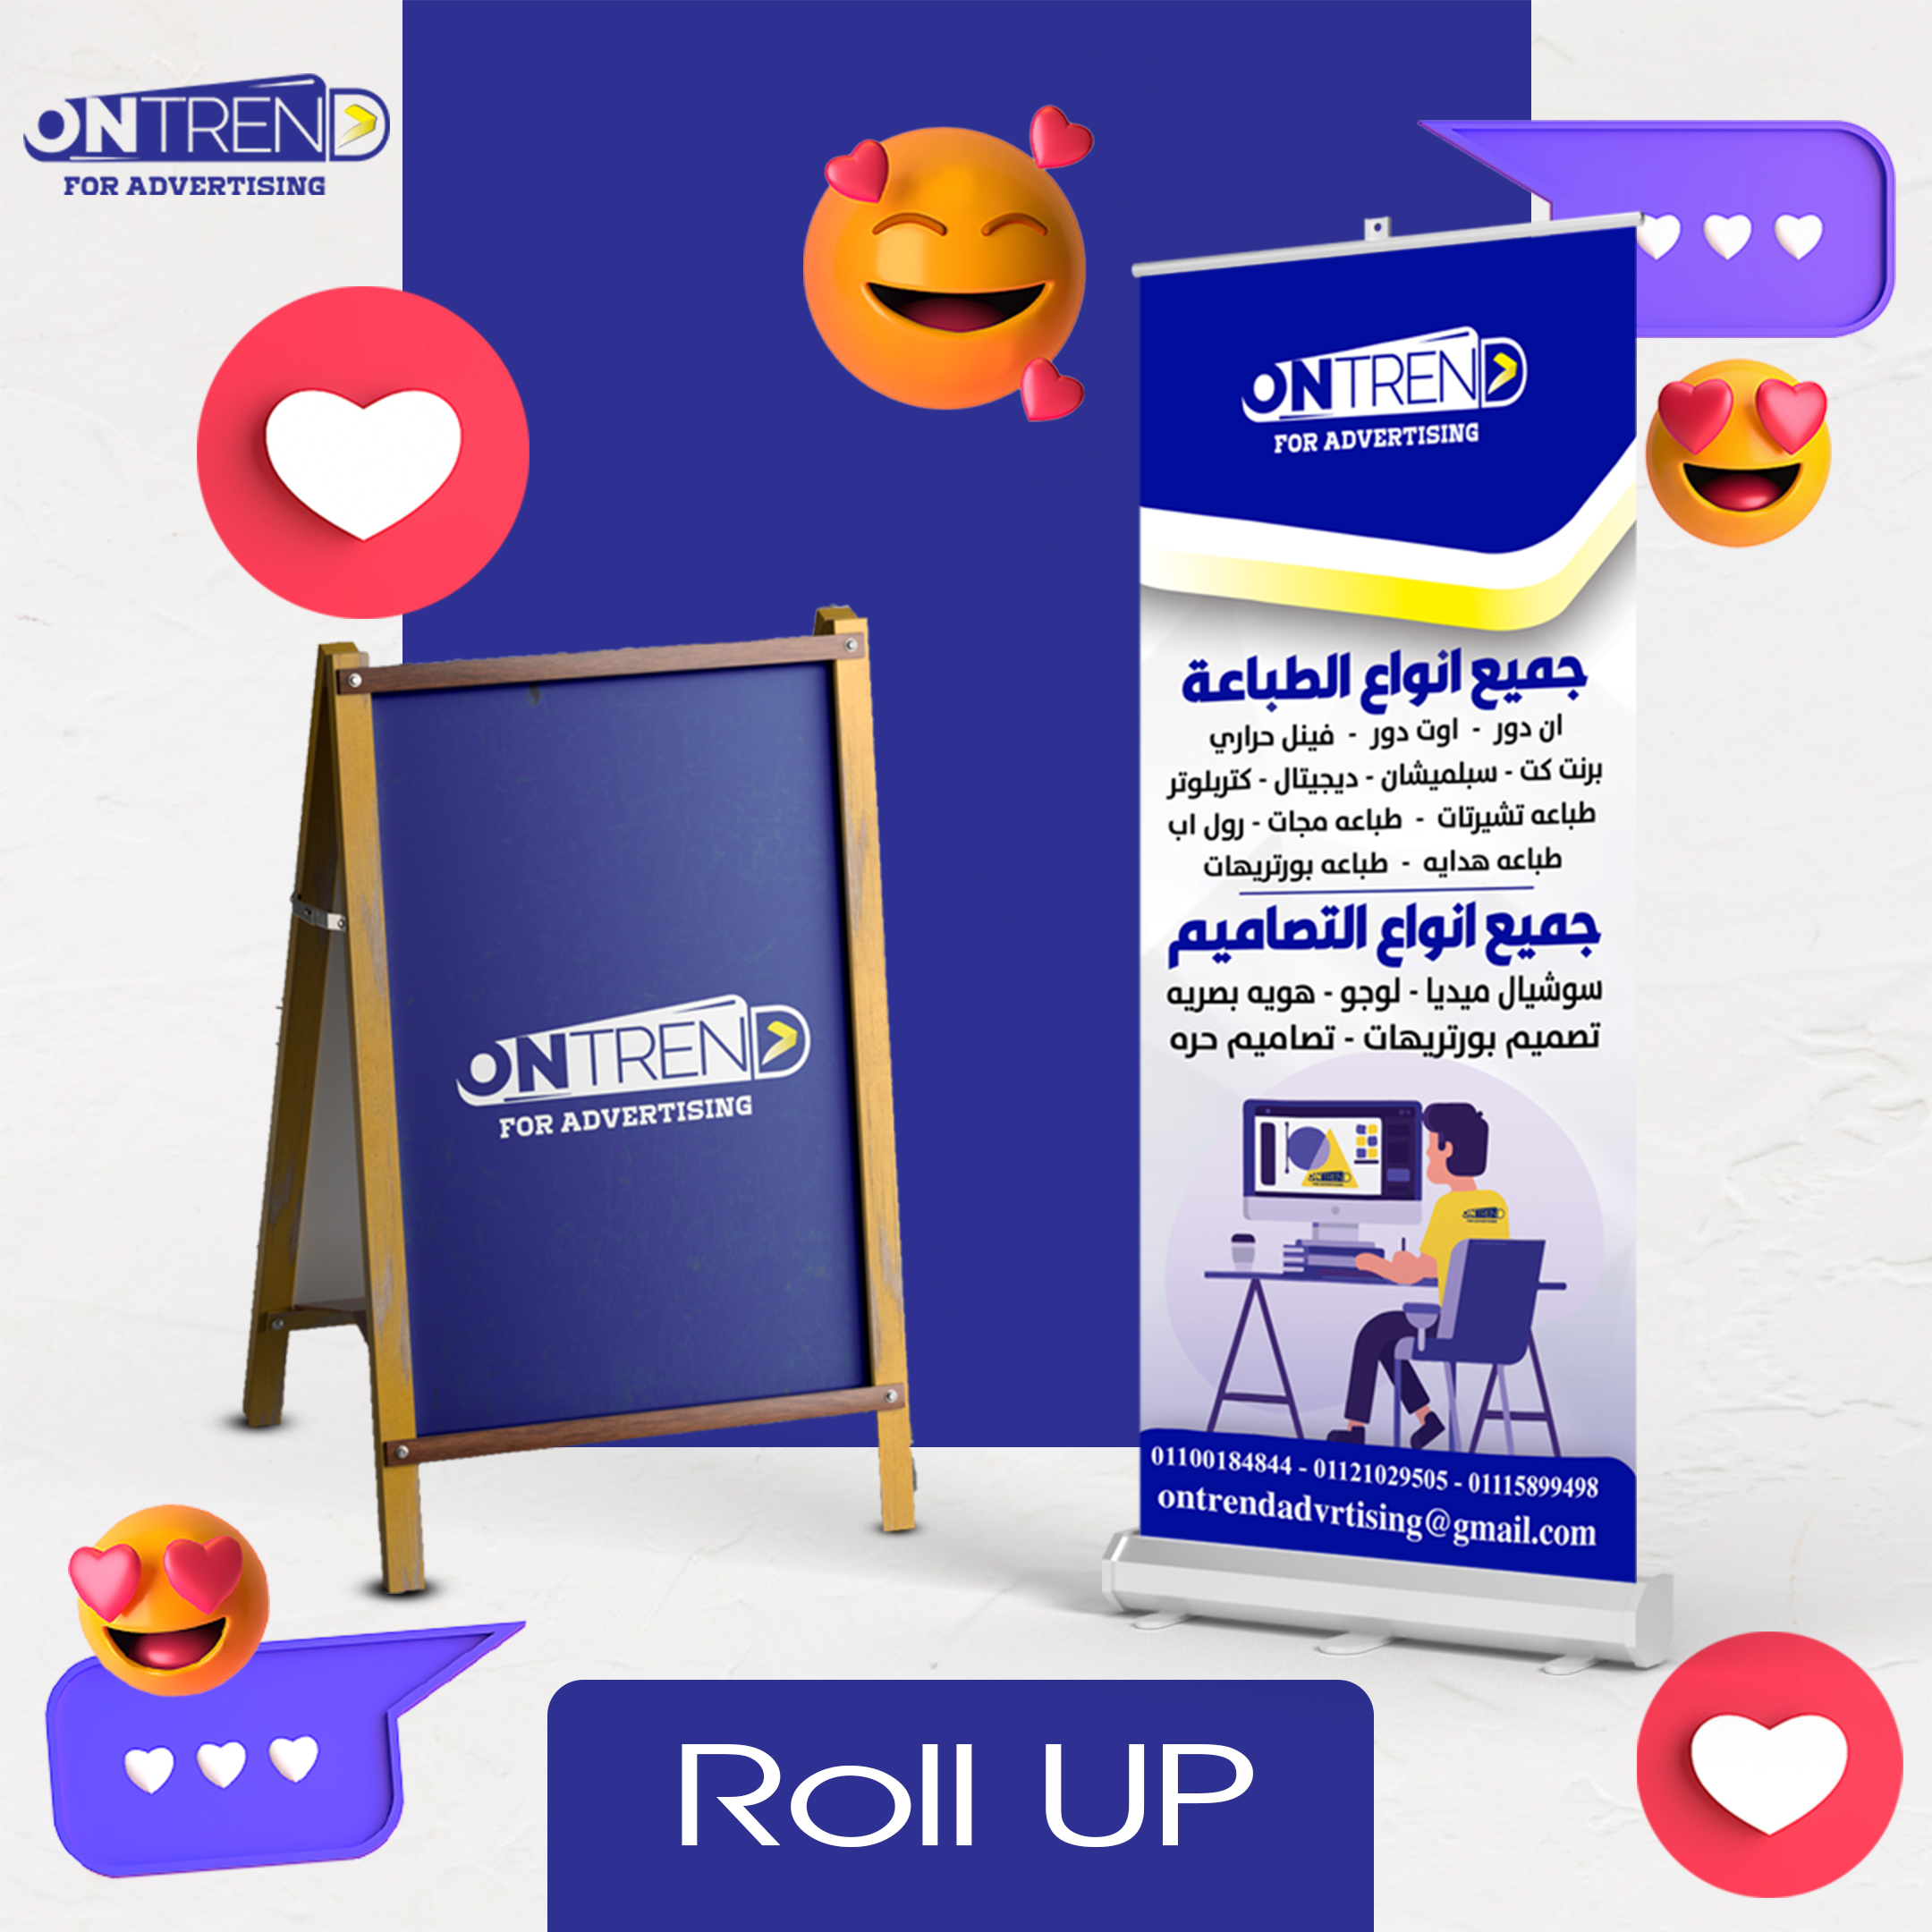 ONTREND
FOR ADVERTISING
ONTREND
FOR ADVERTISING
جميع انواع الطباعة
ان دور - اوت دور - فينل حراري
برنت كت - سبلميشان - ديجيتال - كتربلوتر
طباعه تشيرتات - طباعه مجات - رول اب
طباعه هدايه - طباعه بورتريهات
جميع انواع التصاميم
سوشيال ميديا - لوجو - هويه بصريه
تصميم بورتريهات - تصاميم حره
ONTREND
ONTREND
01100184844 - 01121029505 - 01115899498
ontrendadvrtising@gmail.com
ONTREND
FOR ADVERTISING
Roll UP